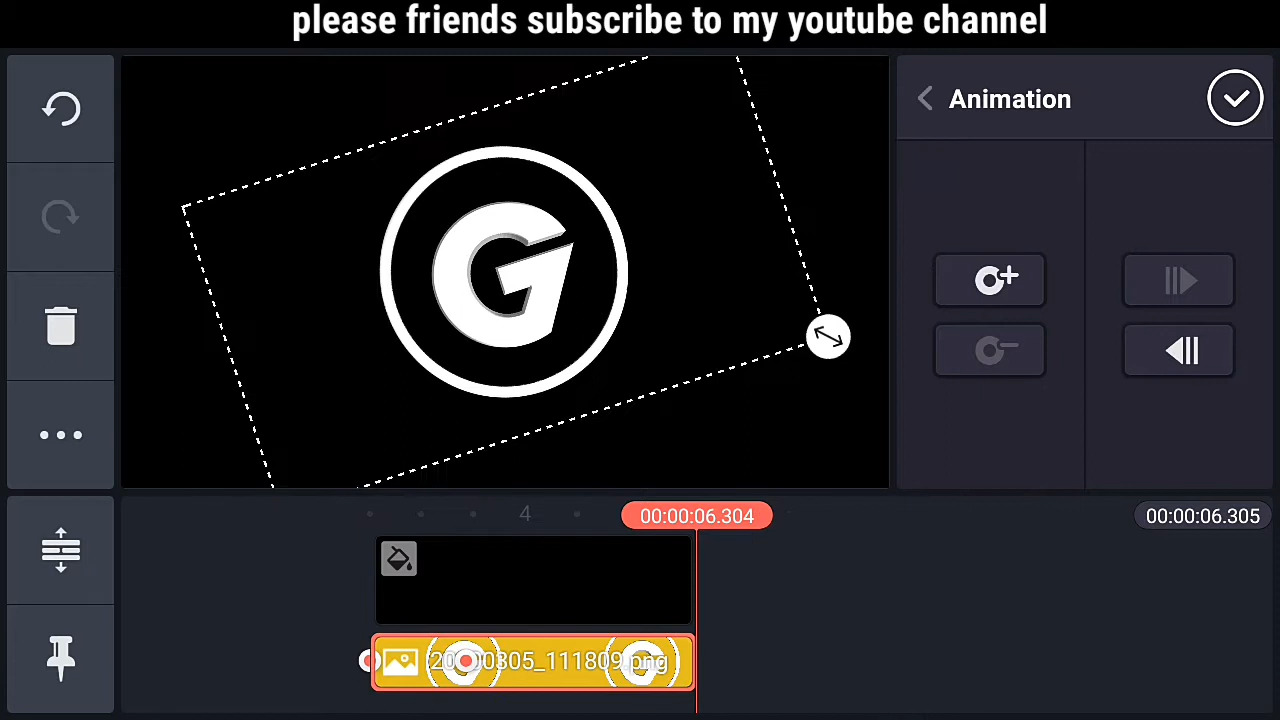 please friends subscribe to my youtube channel
Animation
G
4
00:00:06.304
00:00:06.305
20200305_111809.png